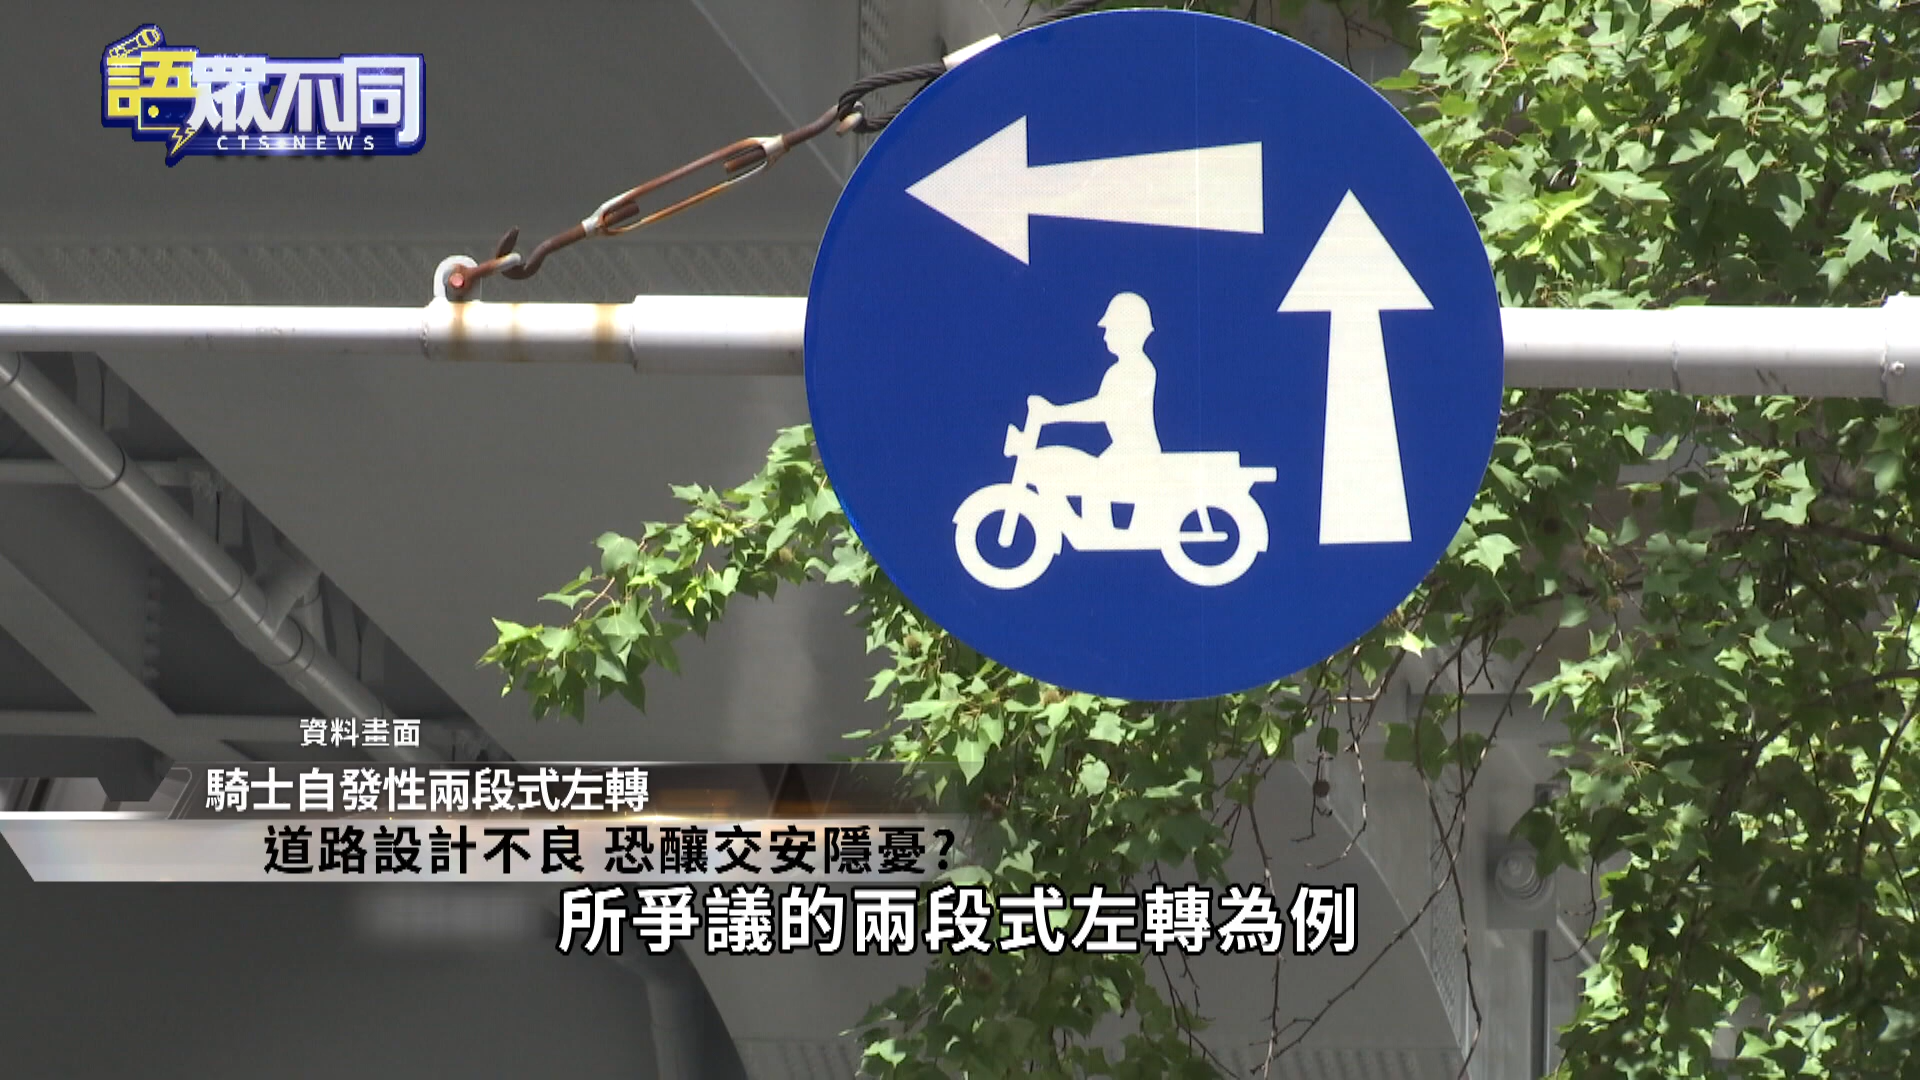 語眾不同
CTS NEWS
資料畫面
騎士自發性兩段式左轉
道路設計不良 恐釀交安隱憂?
所爭議的兩段式左轉為例